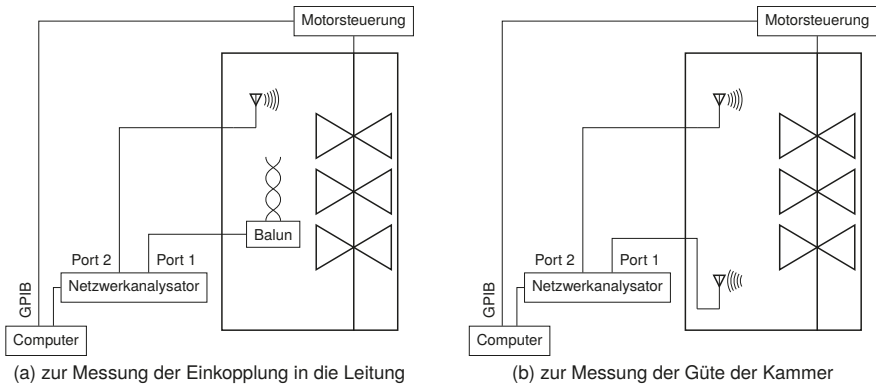 Motorsteuerung
Balun
Port 2 Port 1
Netzwerkanalysator
GPIB
Computer
(a) zur Messung der Einkopplung in die Leitung
Motorsteuerung
Port 2 Port 1
Netzwerkanalysator
GPIB
Computer
(b) zur Messung der Güte der Kammer